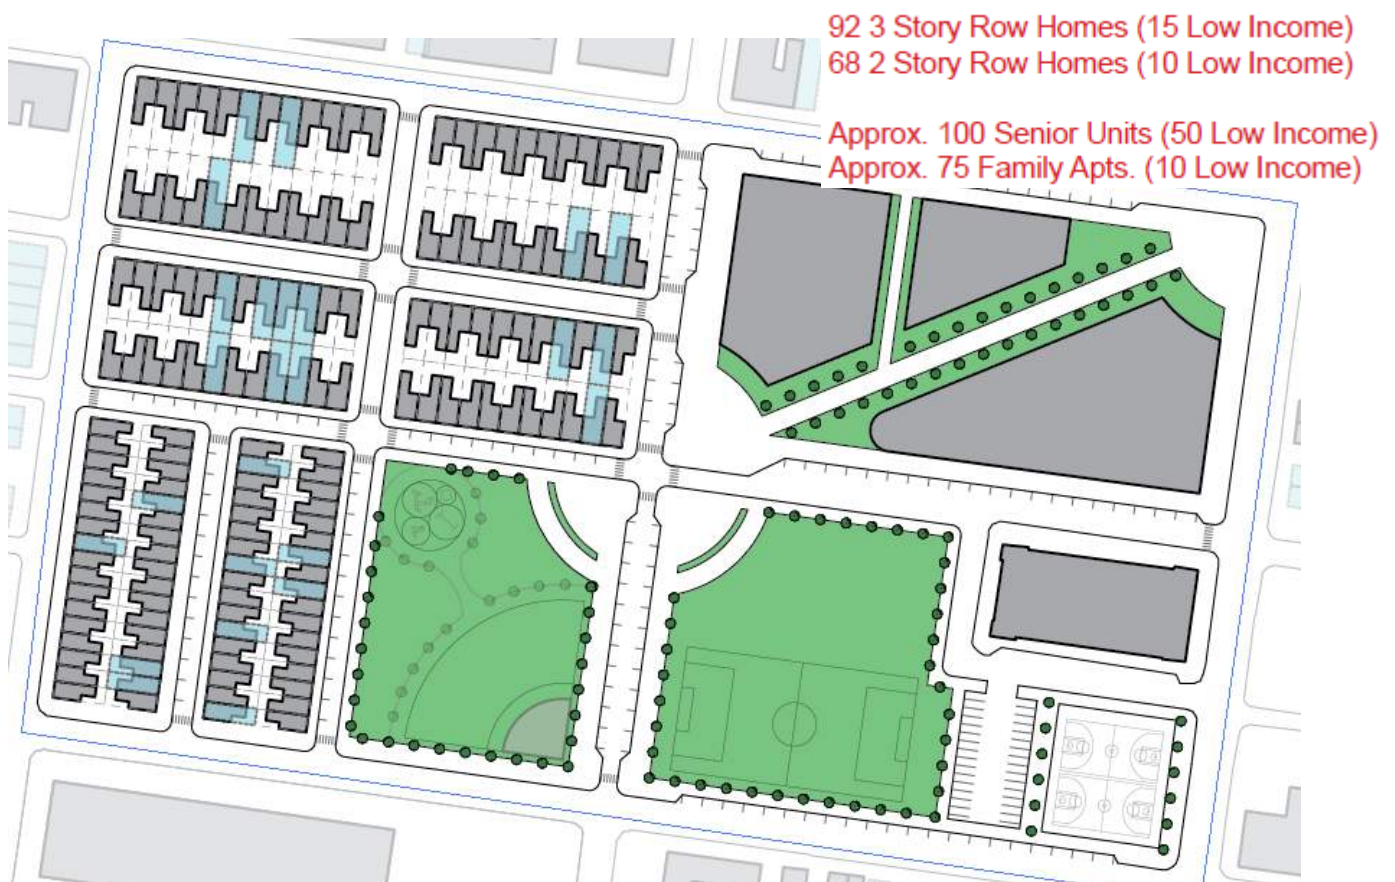 92 3 Story Row Homes (15 Low Income)
68 2 Story Row Homes (10 Low Income)
Approx. 100 Senior Units (50 Low Income)
Approx. 75 Family Apts. (10 Low Income)